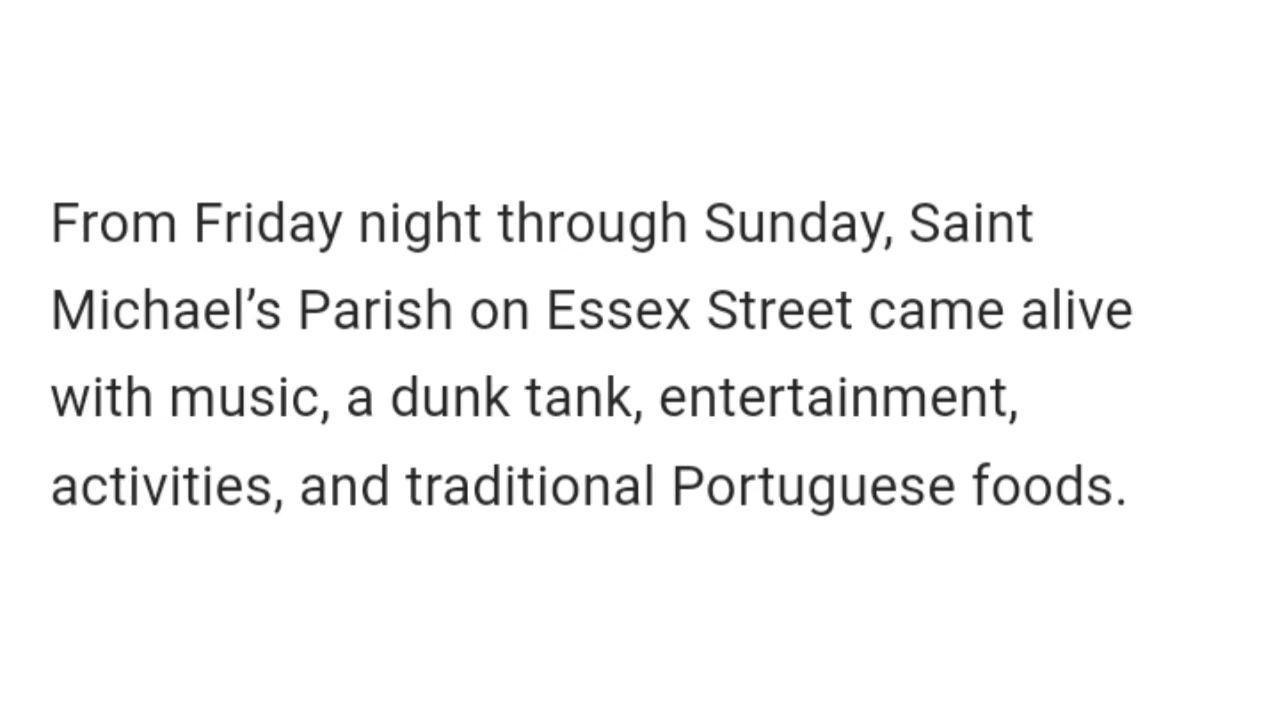 From Friday night through Sunday, Saint
Michael’s Parish on Essex Street came alive
with music, a dunk tank, entertainment,
activities, and traditional Portuguese foods.